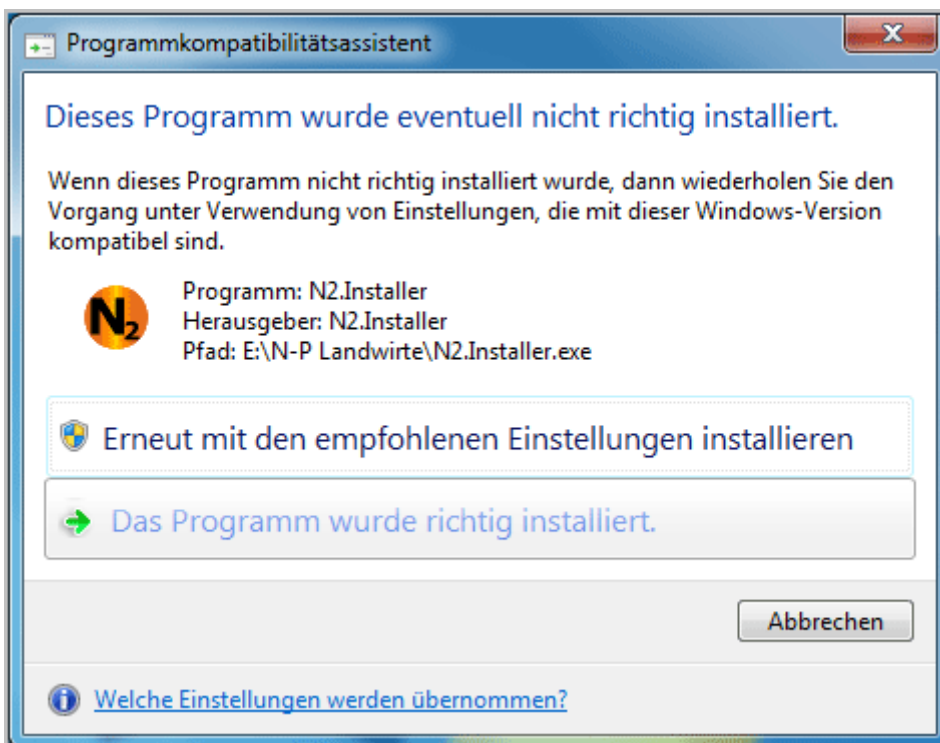 Programmkompatibilitätsassistent
Dieses Programm wurde eventuell nicht richtig installiert.
Wenn dieses Programm nicht richtig installiert wurde, dann wiederholen Sie den
Vorgang unter Verwendung von Einstellungen, die mit dieser Windows-Version
kompatibel sind.
N2
Programm: N2.Installer
Herausgeber: N2.Installer
Pfad: E:\N-P Landwirte\N2.Installer.exe
Erneut mit den empfohlenen Einstellungen installieren
Das Programm wurde richtig installiert.
Abbrechen
Welche Einstellungen werden übernommen?